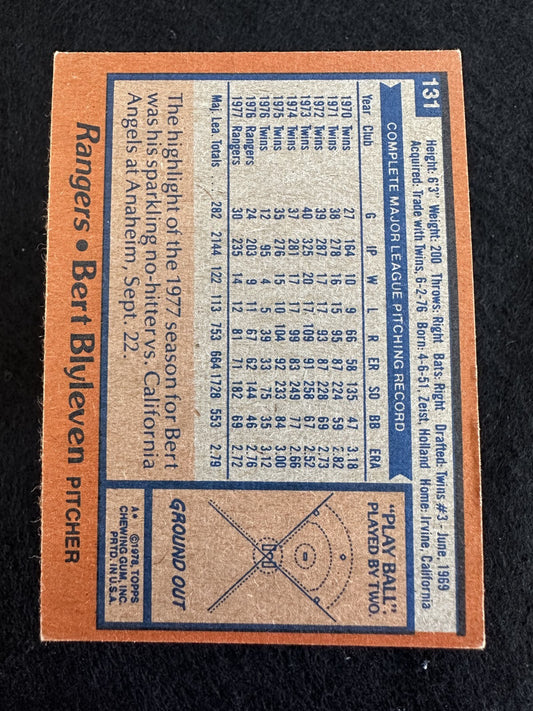 131
Height: 6'3" Weight: 200 Throws: Right Bats: Right Drafted: Twins #3 - June, 1969
Acquired: Trade with Twins, 6-2-76 Born: 4-6-51, Zeist, Holland Home: Irvine, California
COMPLETE MAJOR LEAGUE PITCHING RECORD
Year Club G IP W L R ER SO BB ERA
1970 Twins 27 164 10 9 66 58 135 47 3.18
1971 Twins 38 278 16 15 95 87 224 59 2.82
1972 Twins 39 287 17 17 93 87 228 69 2.73
1973 Twins 40 325 20 17 109 91 258 67 2.52
1974 Twins 37 281 17 17 99 83 249 77 2.66
1975 Twins 35 276 15 10 104 92 233 84 3.00
1976 Twins 12 95 4 5 39 33 75 35 3.12
1976 Rangers 24 203 9 11 67 62 144 46 2.76
1977 Rangers 30 235 14 12 81 71 182 69 2.72
Maj. Lea. Totals 282 2144 122 113 753 664 1728 553 2.79
The highlight of the 1977 season for Bert
was his sparkling no-hitter vs. California
Angels at Anaheim, Sept. 22.
"PLAY BALL"
PLAYED BY TWO.
GROUND OUT
A* ©1978, TOPPS
CHEWING GUM, INC.
PRTD. IN U.S.A.
Rangers • Bert Blyleven PITCHER